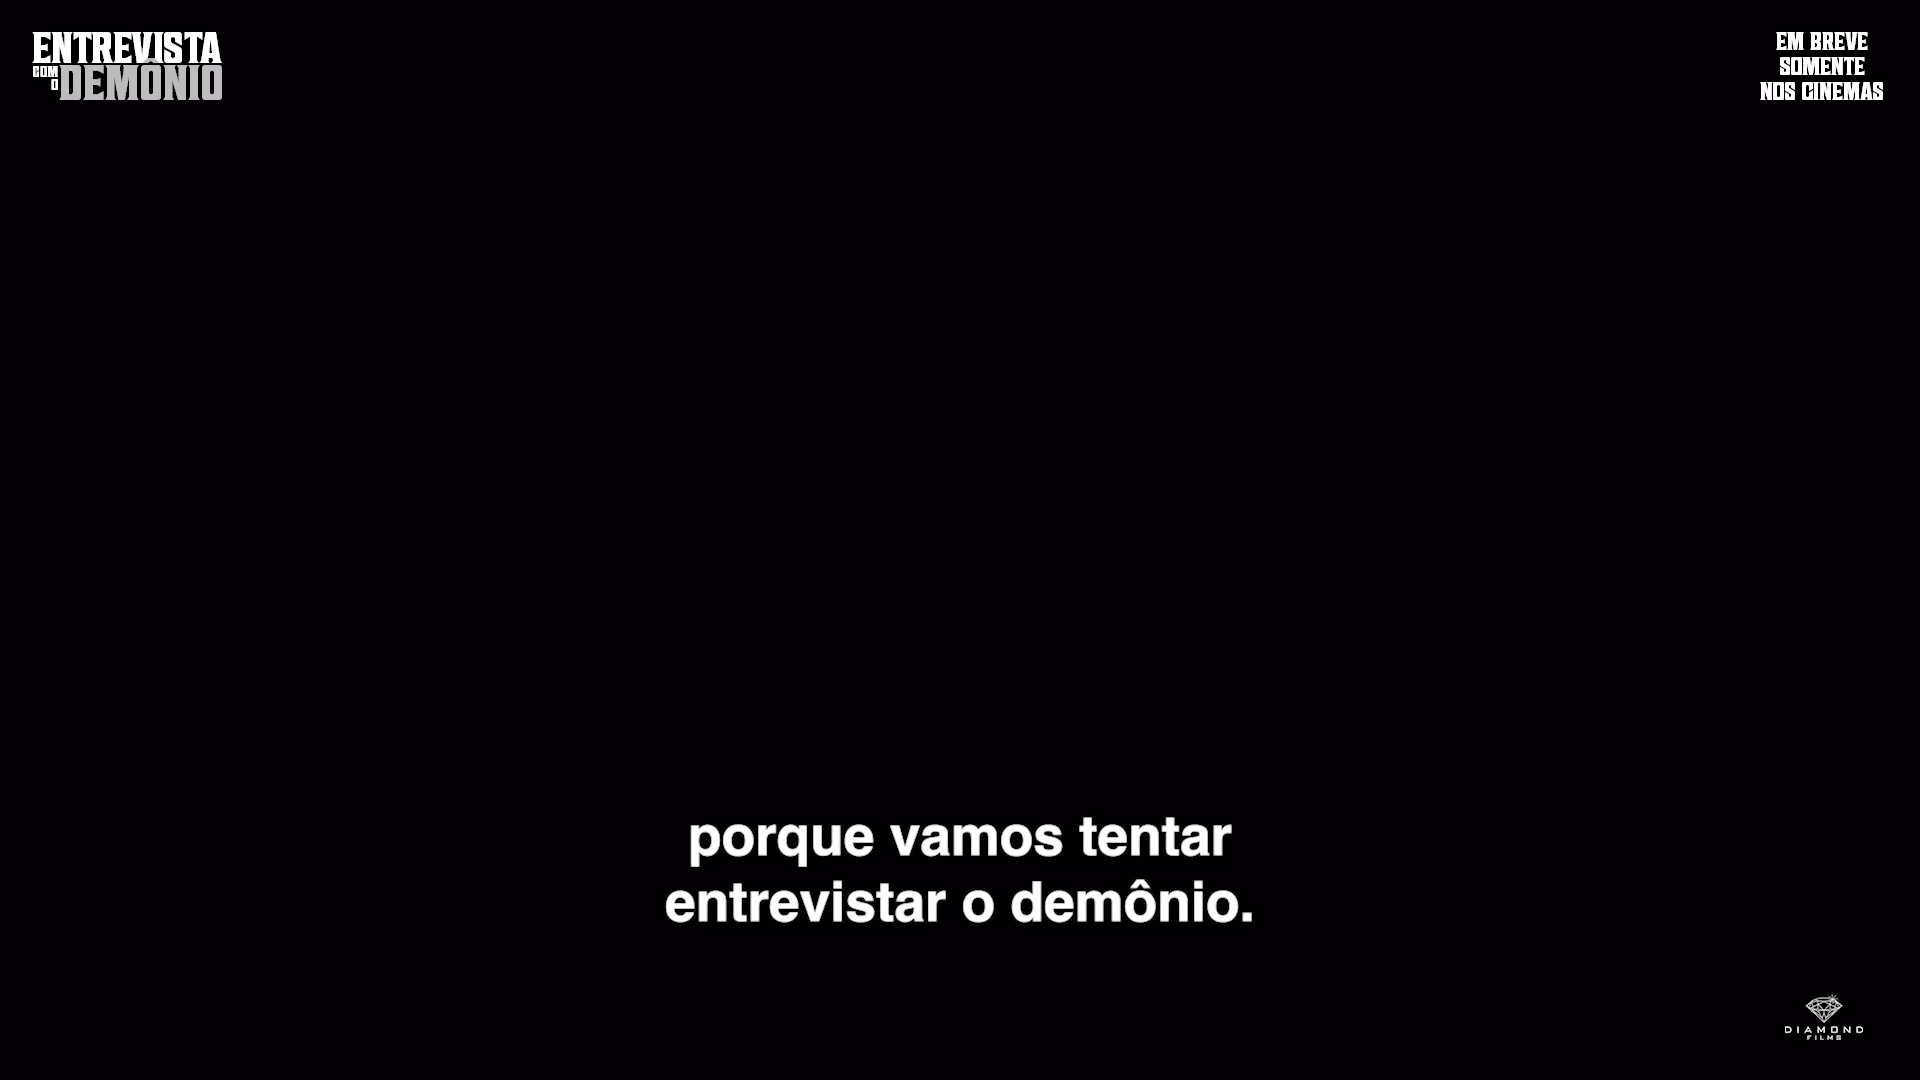 ENTREVISTA
COM O DEMÔNIO
EM BREVE
SOMENTE
NOS CINEMAS
porque vamos tentar
entrevistar o demônio.
DIAMOND
FILMS